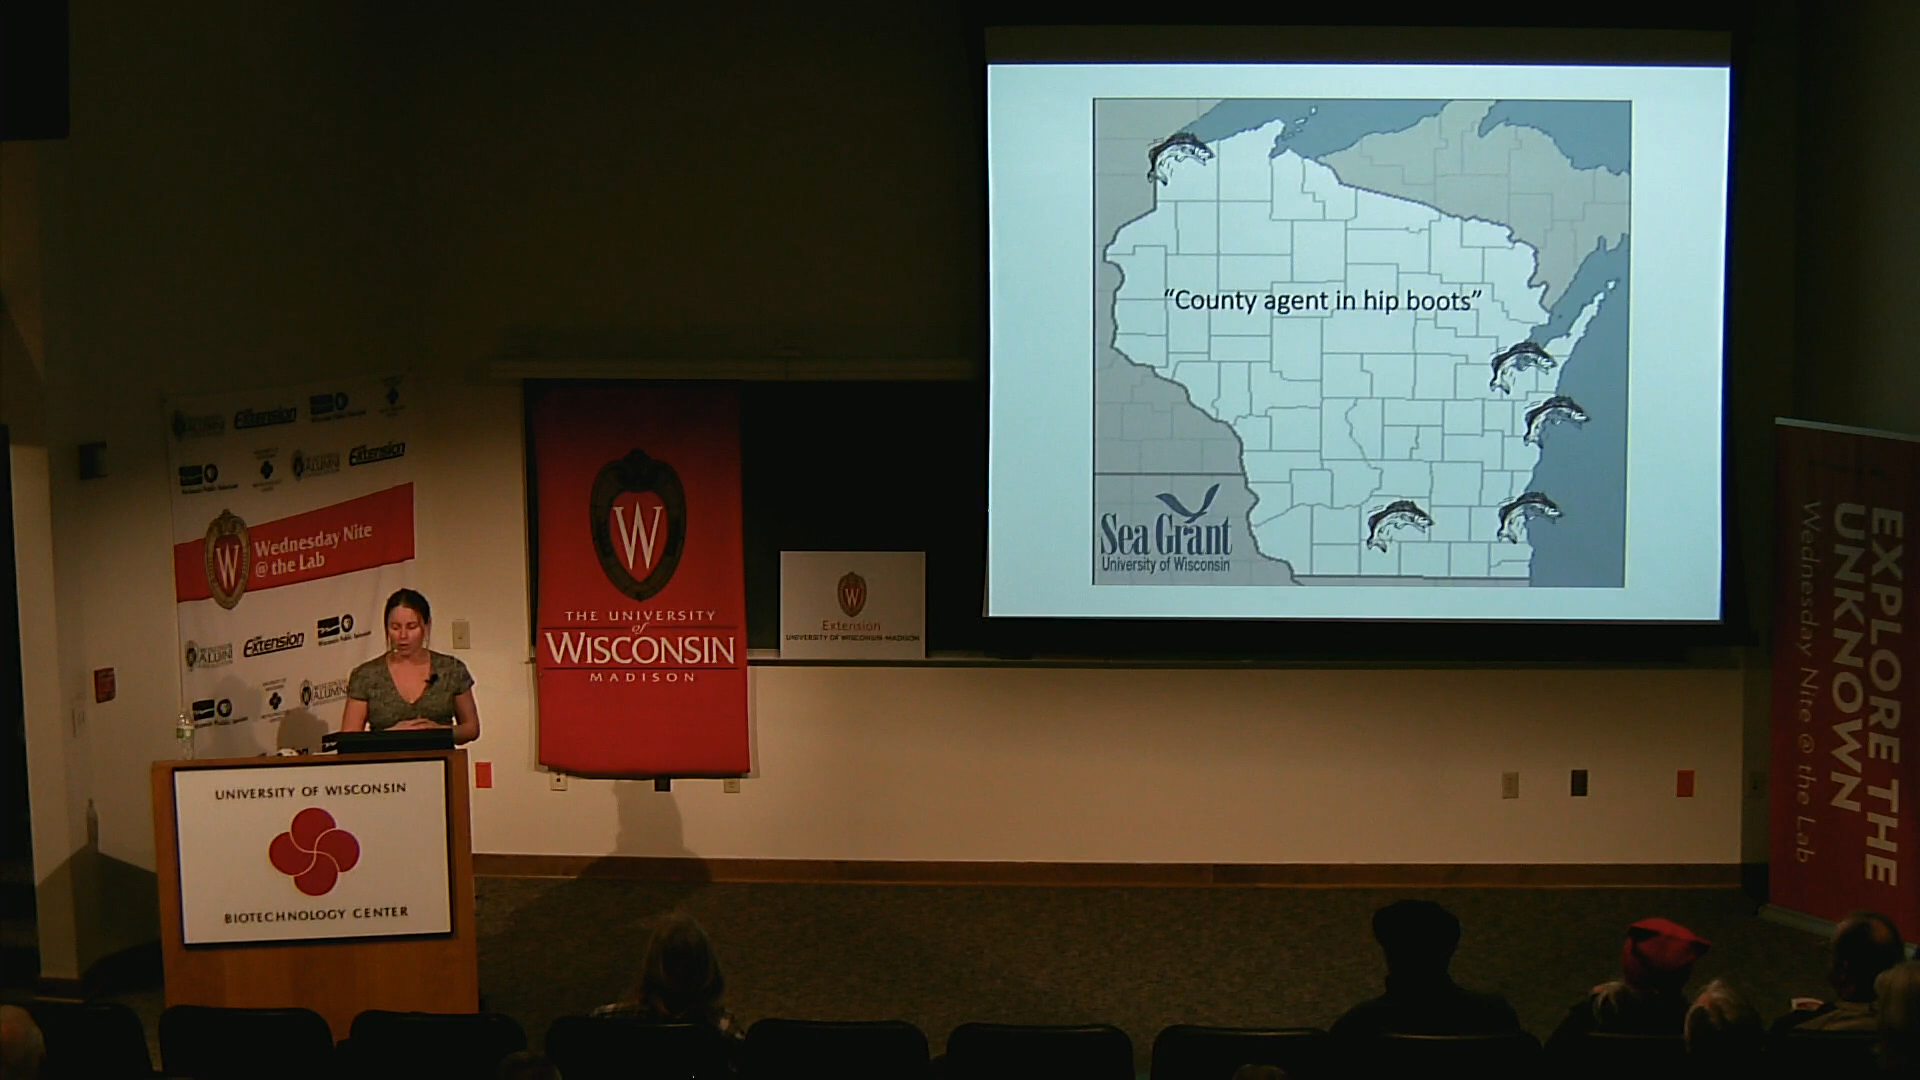 “County agent in hip boots”
Sea Grant
University of Wisconsin
Extension
Extension
Wednesday Nite
@ the Lab
ALUMNI
Extension
ALUMNI
W
W
THE UNIVERSITY
of
WISCONSIN
MADISON
W
Extension
UNIVERSITY OF WISCONSIN-MADISON
UNIVERSITY OF WISCONSIN
BIOTECHNOLOGY CENTER
EXPLORE THE
UNKNOWN
Wednesday Nite @ the Lab